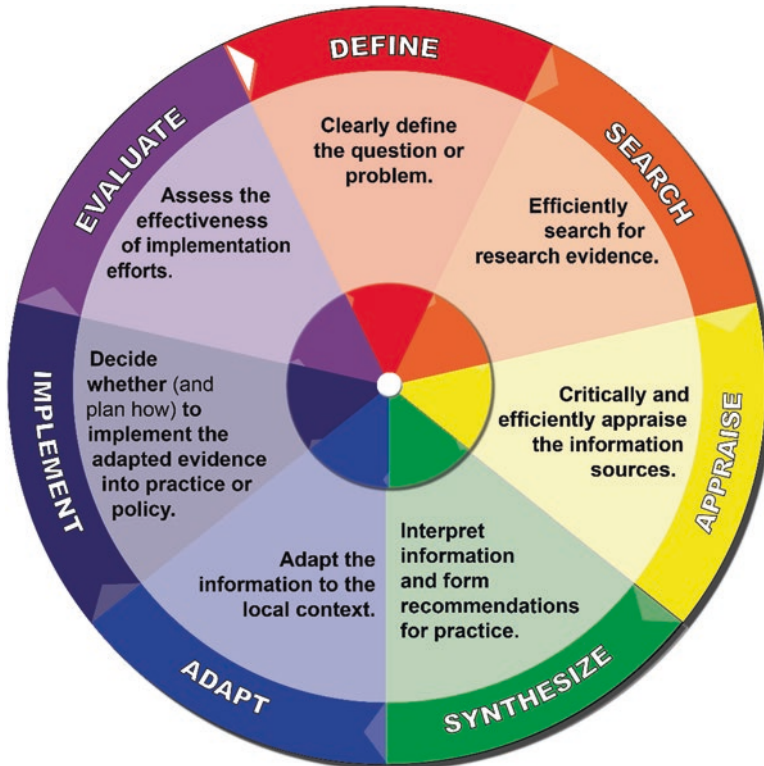 DEFINE
Clearly define
the question or
problem.
SEARCH
Efficiently
search for
research evidence.
APPRAISE
Critically and
efficiently appraise
the information
sources.
SYNTHESIZE
Interpret
information
and form
recommendations
for practice.
ADAPT
Adapt the
information to the
local context.
IMPLEMENT
Decide
whether (and
plan how) to
implement the
adapted evidence
into practice or
policy.
EVALUATE
Assess the
effectiveness
of implementation
efforts.